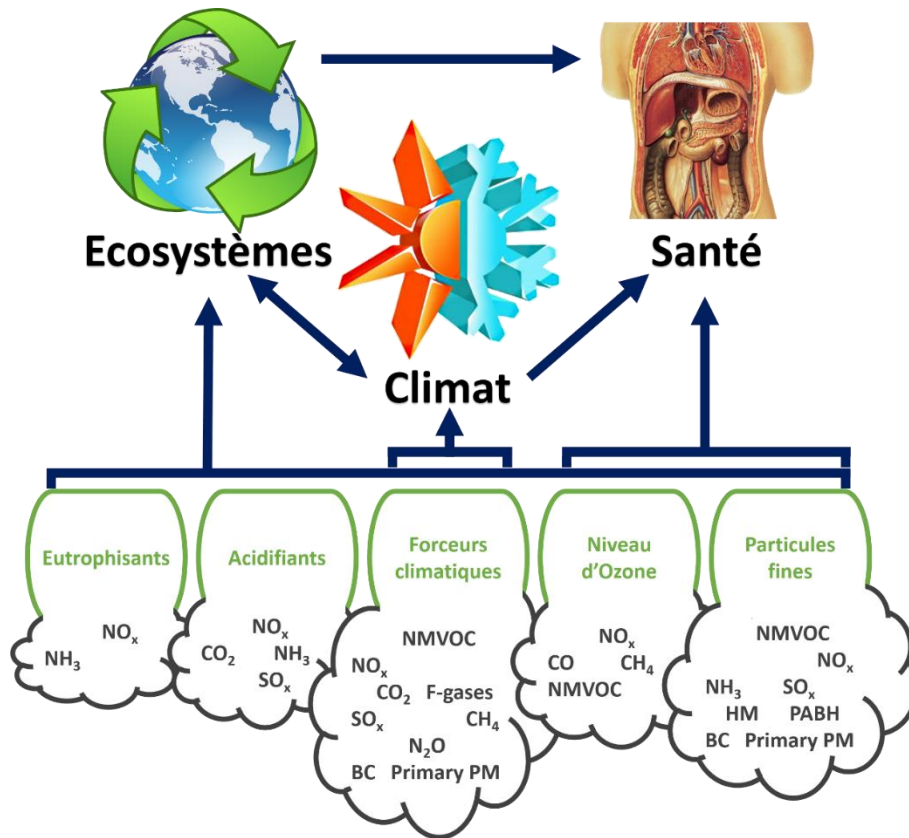 Ecosystèmes
Santé
Climat
Eutrophisants
NOₓ
NH₃
Acidifiants
NOₓ
CO₂ NH₃
SOₓ
Forceurs
climatiques
NMVOC
NOₓ
CO₂ F-gases
SOₓ CH₄
N₂O
BC Primary PM
Niveau
d'Ozone
NOₓ
CO CH₄
NMVOC
Particules
fines
NMVOC
NOₓ
NH₃ SOₓ
HM PABH
BC Primary PM